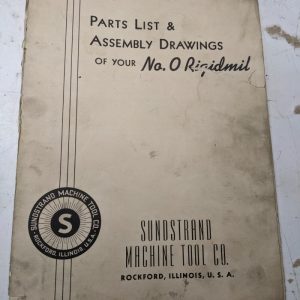 PARTS LIST &
ASSEMBLY DRAWINGS
OF YOUR No. 0 Rigidmil
SUNDSTRAND MACHINE TOOL CO.
S
ROCKFORD, ILLINOIS, U.S.A.
SUNDSTRAND
MACHINE TOOL CO.
ROCKFORD, ILLINOIS, U. S. A.